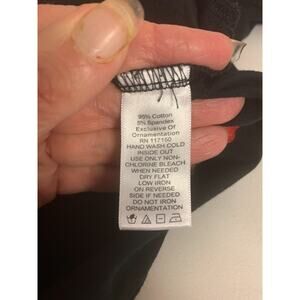 95% Cotton
5% Spandex
Exclusive Of
Ornamentation
RN 117150
HAND WASH COLD
INSIDE OUT
USE ONLY NON-
CHLORINE BLEACH
WHEN NEEDED
DRY FLAT
LOW IRON
ON REVERSE
SIDE IF NEEDED
DO NOT IRON
ORNAMENTATION